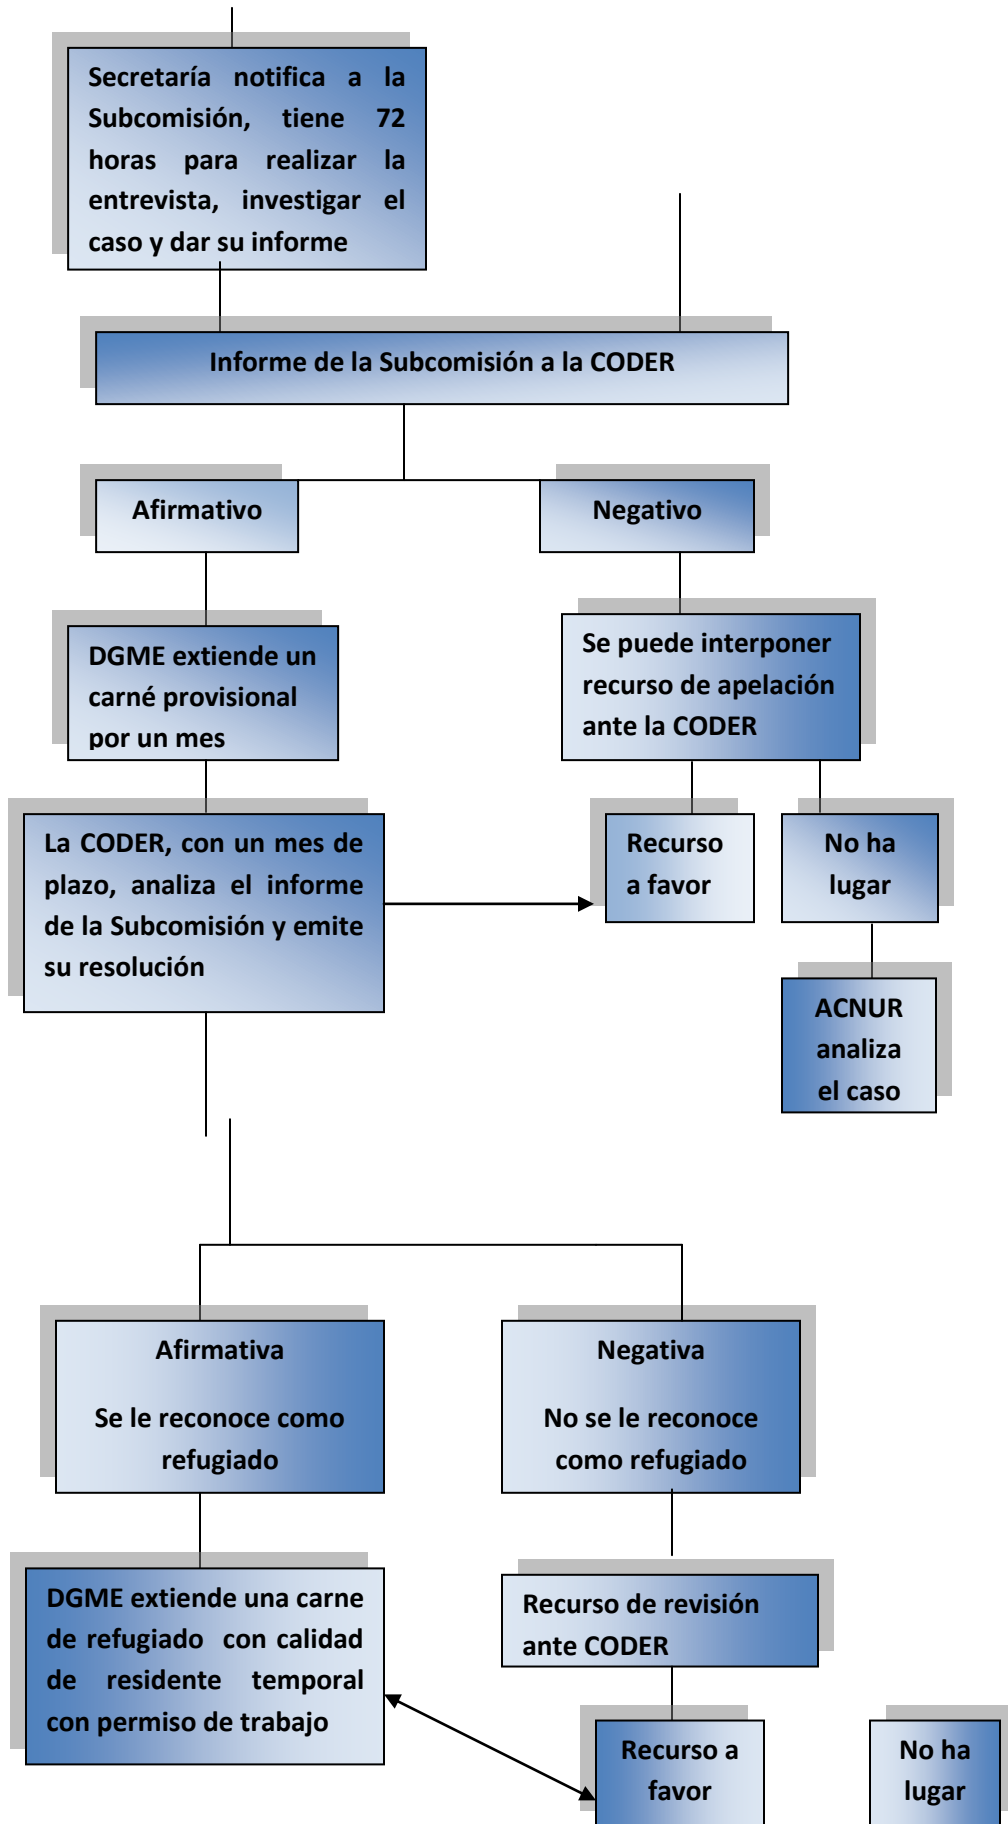 Secretaría notifica a la
Subcomisión, tiene 72
horas para realizar la
entrevista, investigar el
caso y dar su informe
Informe de la Subcomisión a la CODER
Afirmativo
Negativo
DGME extiende un
carné provisional
por un mes
Se puede interponer
recurso de apelación
ante la CODER
La CODER, con un mes de
plazo, analiza el informe
de la Subcomisión y emite
su resolución
Recurso
a favor
No ha
lugar
ACNUR
analiza
el caso
Afirmativa
Se le reconoce como
refugiado
Negativa
No se le reconoce
como refugiado
DGME extiende una carne
de refugiado con calidad
de residente temporal
con permiso de trabajo
Recurso de revisión
ante CODER
Recurso a
favor
No ha
lugar